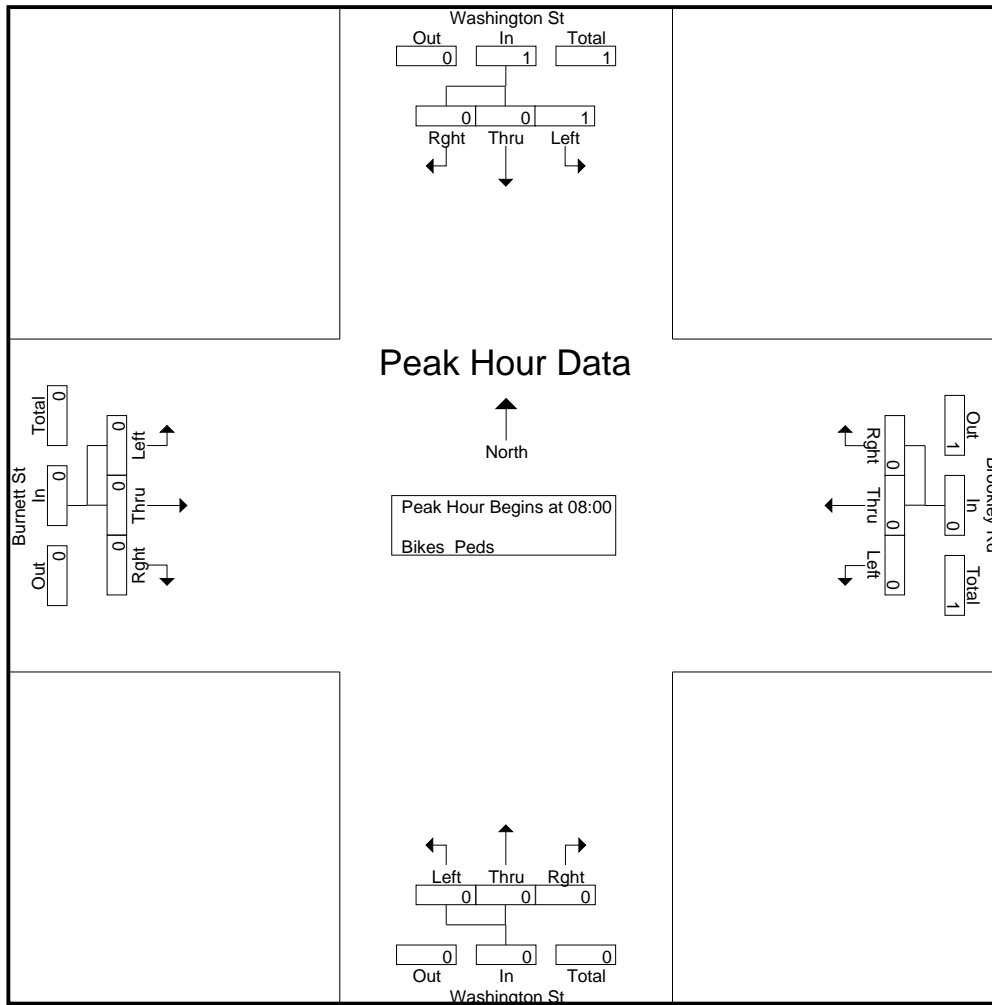 Washington St
Out In Total
0 1 1
0 0 1
Rght Thru Left
Peak Hour Data
North
Peak Hour Begins at 08:00
Bikes Peds
Burnett St
Total In Out
0 0 0
0 0 0
Left Thru Rght
Rght Thru Left
0 0 0
Out In Total
1 0 1
Brookley Rd
Left Thru Rght
0 0 0
0 0 0
Out In Total
Washington St